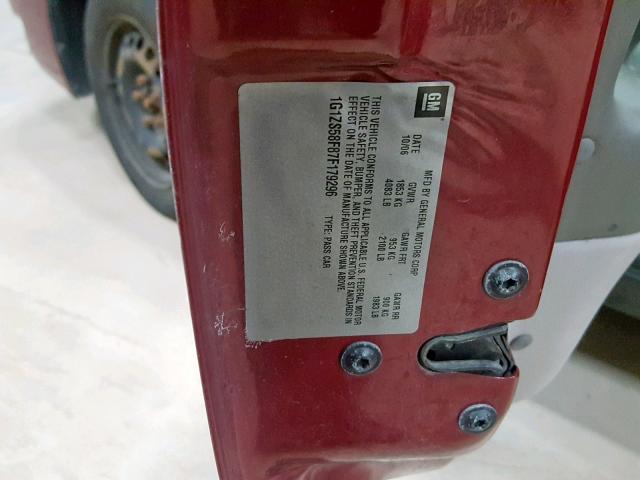 GM
MFD BY GENERAL MOTORS CORP
DATE GVWR GAWR FRT GAWR RR
10/06 1853 KG 953 KG 900 KG
4083 LB 2100 LB 1983 LB
THIS VEHICLE CONFORMS TO ALL APPLICABLE U.S. FEDERAL MOTOR
VEHICLE SAFETY, BUMPER, AND THEFT PREVENTION STANDARDS IN
EFFECT ON THE DATE OF MANUFACTURE SHOWN ABOVE.
1G1ZS58F87F179296 TYPE: PASS CAR